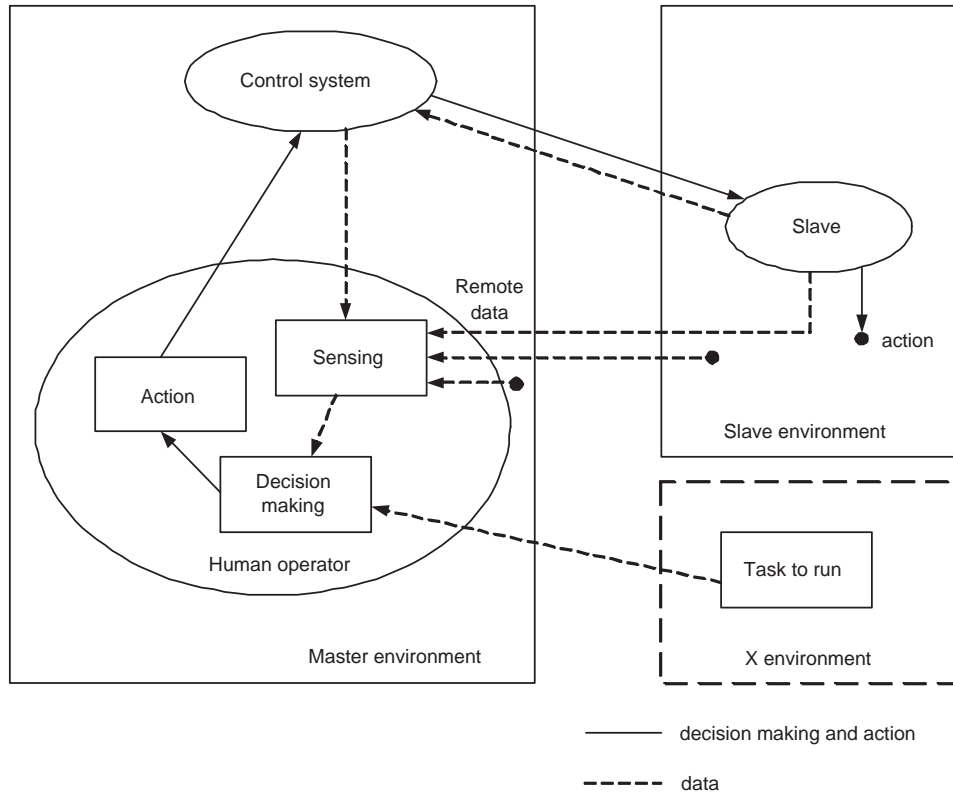 Control system
Slave
Remote
data
Sensing
action
Action
Slave environment
Decision
making
Human operator
Task to run
Master environment
X environment
decision making and action
data